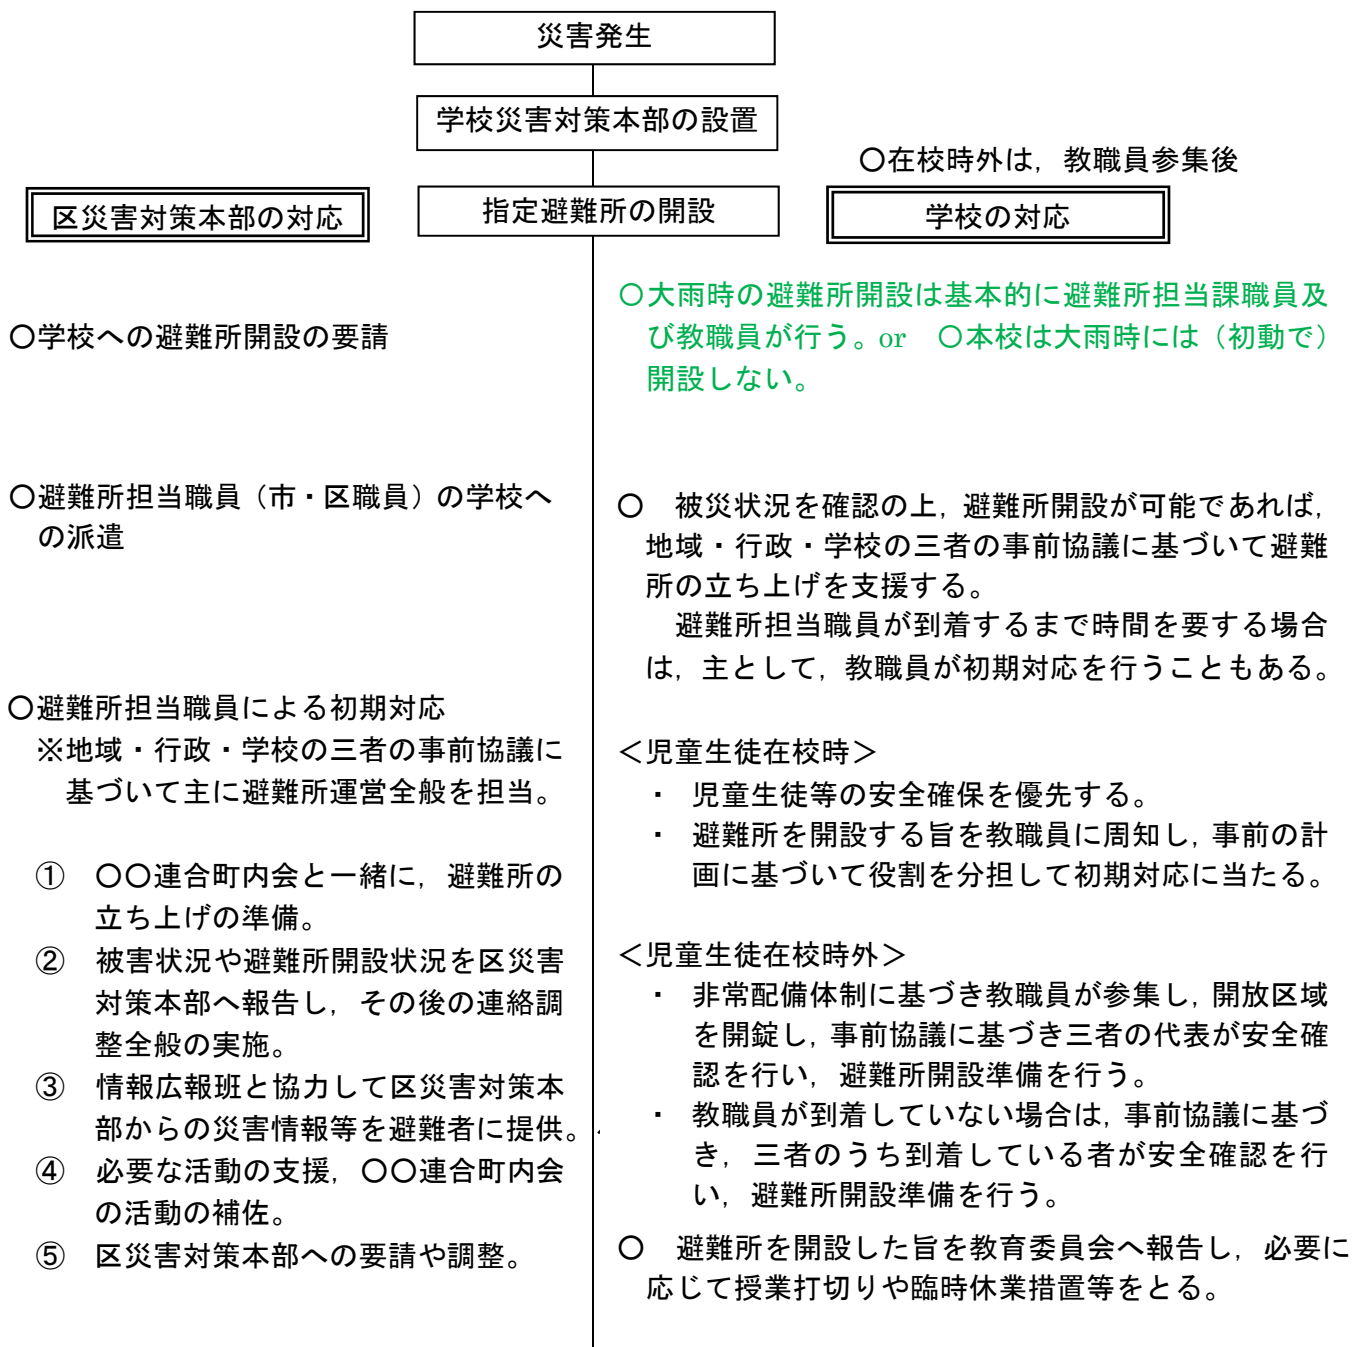 災害発生
学校災害対策本部の設置
〇在校時外は，教職員参集後
区災害対策本部の対応
指定避難所の開設
学校の対応
〇学校への避難所開設の要請
〇避難所担当職員（市・区職員）の学校へ
の派遣
〇避難所担当職員による初期対応
※地域・行政・学校の三者の事前協議に
基づいて主に避難所運営全般を担当。
① 〇〇連合町内会と一緒に，避難所の
立ち上げの準備。
② 被害状況や避難所開設状況を区災害
対策本部へ報告し，その後の連絡調
整全般の実施。
③ 情報広報班と協力して区災害対策本
部からの災害情報等を避難者に提供。
④ 必要な活動の支援，〇〇連合町内会
の活動の補佐。
⑤ 区災害対策本部への要請や調整。
〇大雨時の避難所開設は基本的に避難所担当課職員及
び教職員が行う。or 〇本校は大雨時には（初動で）
開設しない。
〇 被災状況を確認の上，避難所開設が可能であれば，
地域・行政・学校の三者の事前協議に基づいて避難
所の立ち上げを支援する。
避難所担当職員が到着するまで時間を要する場合
は，主として，教職員が初期対応を行うこともある。
＜児童生徒在校時＞
・ 児童生徒等の安全確保を優先する。
・ 避難所を開設する旨を教職員に周知し，事前の計
画に基づいて役割を分担して初期対応に当たる。
＜児童生徒在校時外＞
・ 非常配備体制に基づき教職員が参集し，開放区域
を開錠し，事前協議に基づき三者の代表が安全確
認を行い，避難所開設準備を行う。
・ 教職員が到着していない場合は，事前協議に基づ
き，三者のうち到着している者が安全確認を行
い，避難所開設準備を行う。
〇 避難所を開設した旨を教育委員会へ報告し，必要に
応じて授業打切りや臨時休業措置等をとる。